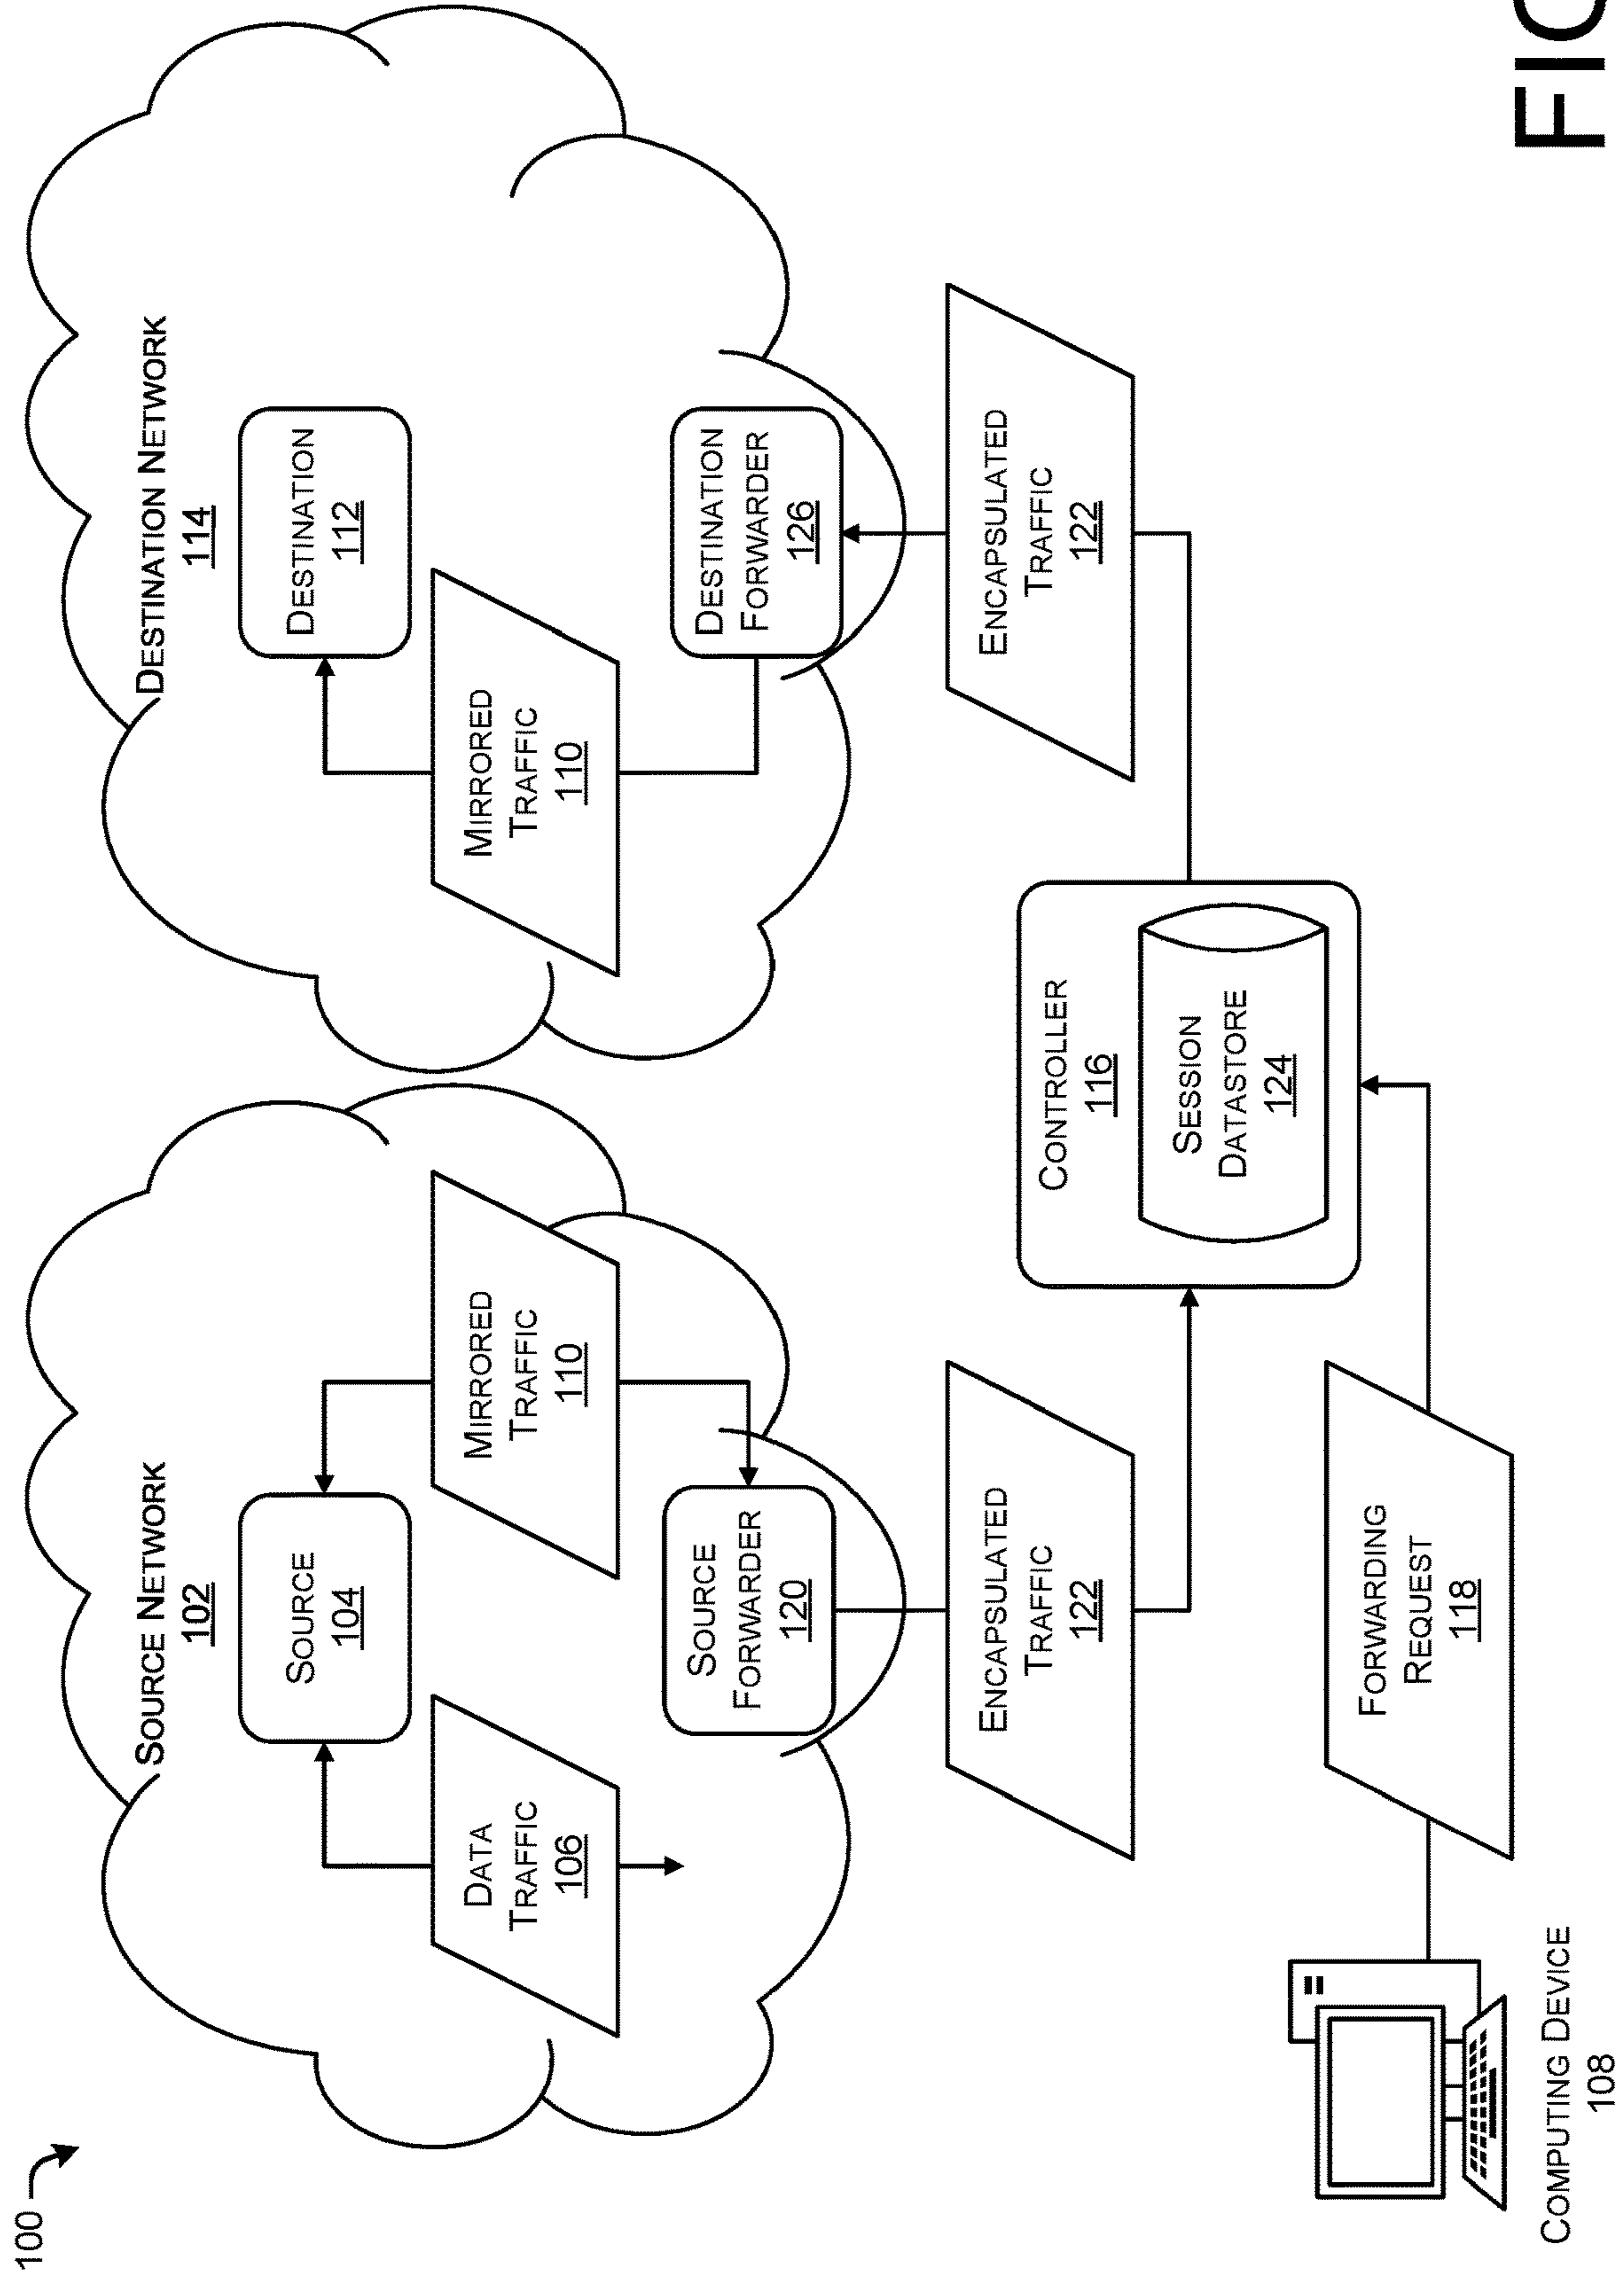 100
SOURCE NETWORK
102
SOURCE
104
DATA
TRAFFIC
106
MIRRORED
TRAFFIC
110
SOURCE
FORWARDER
120
ENCAPSULATED
TRAFFIC
122
DESTINATION NETWORK
114
DESTINATION
112
MIRRORED
TRAFFIC
110
DESTINATION
FORWARDER
126
ENCAPSULATED
TRAFFIC
122
CONTROLLER
116
SESSION
DATASTORE
124
FORWARDING
REQUEST
118
COMPUTING DEVICE
108